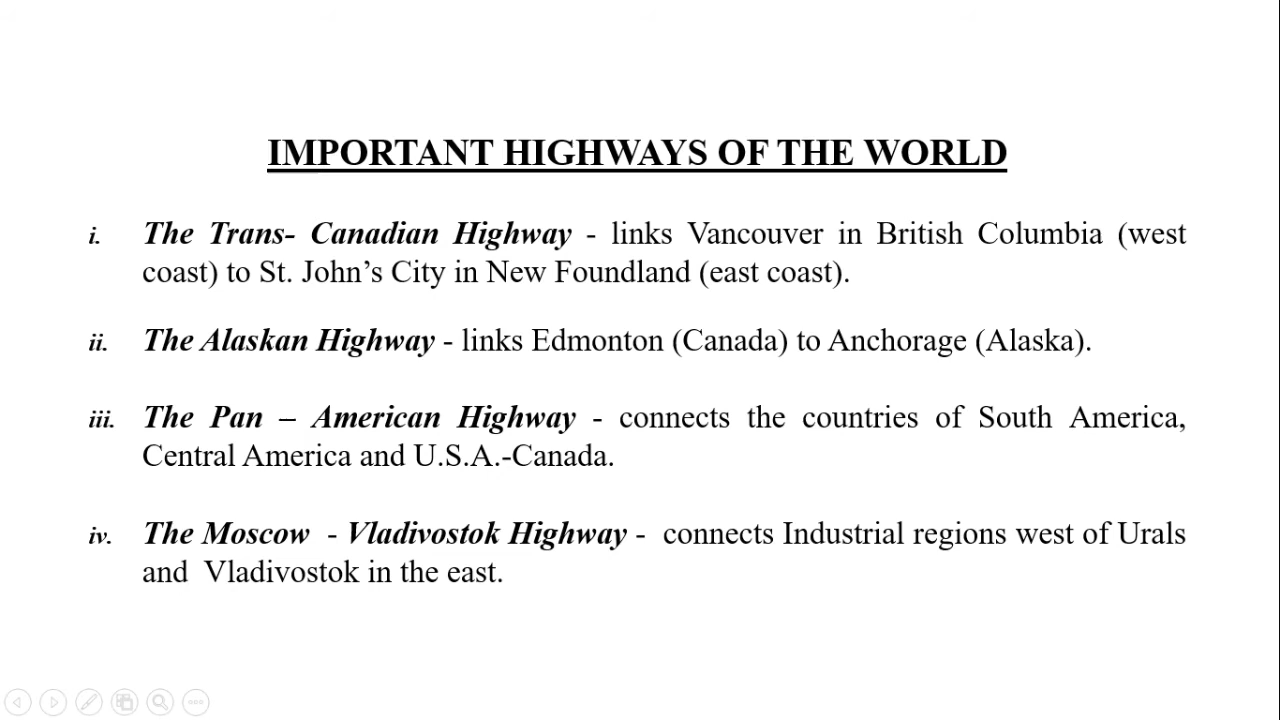 IMPORTANT HIGHWAYS OF THE WORLD
i. The Trans- Canadian Highway - links Vancouver in British Columbia (west
coast) to St. John’s City in New Foundland (east coast).
ii. The Alaskan Highway - links Edmonton (Canada) to Anchorage (Alaska).
iii. The Pan – American Highway - connects the countries of South America,
Central America and U.S.A.-Canada.
iv. The Moscow - Vladivostok Highway - connects Industrial regions west of Urals
and Vladivostok in the east.